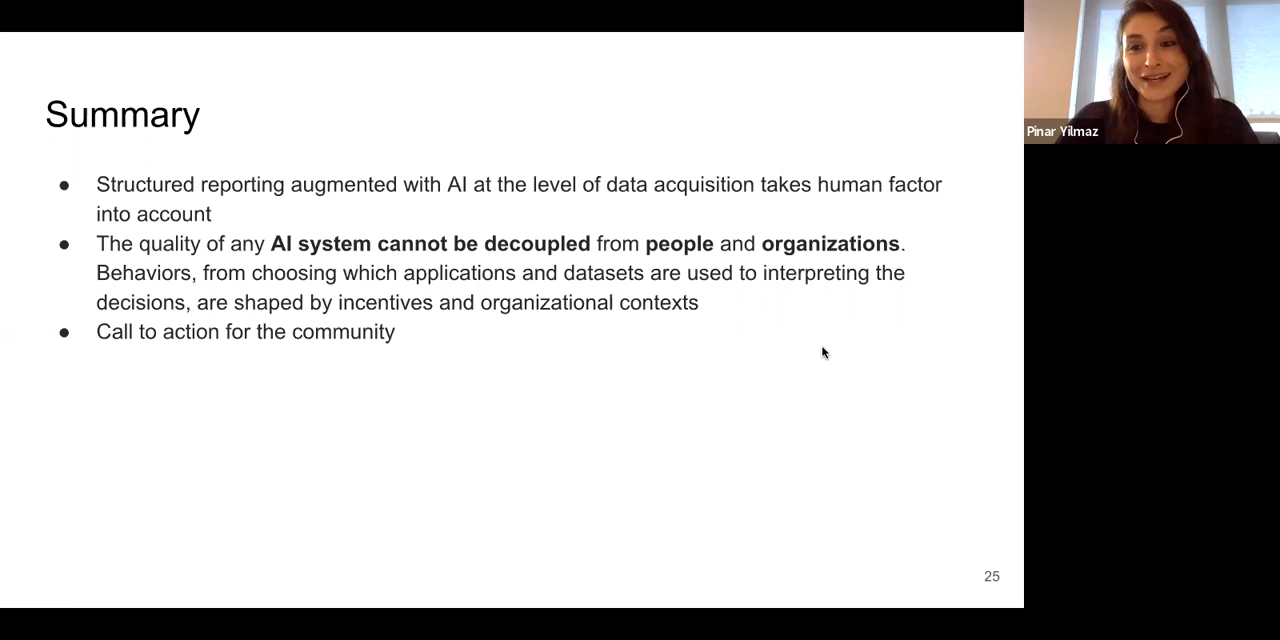 Summary
● Structured reporting augmented with AI at the level of data acquisition takes human factor
into account
● The quality of any AI system cannot be decoupled from people and organizations.
Behaviors, from choosing which applications and datasets are used to interpreting the
decisions, are shaped by incentives and organizational contexts
● Call to action for the community
25
Pinar Yilmaz